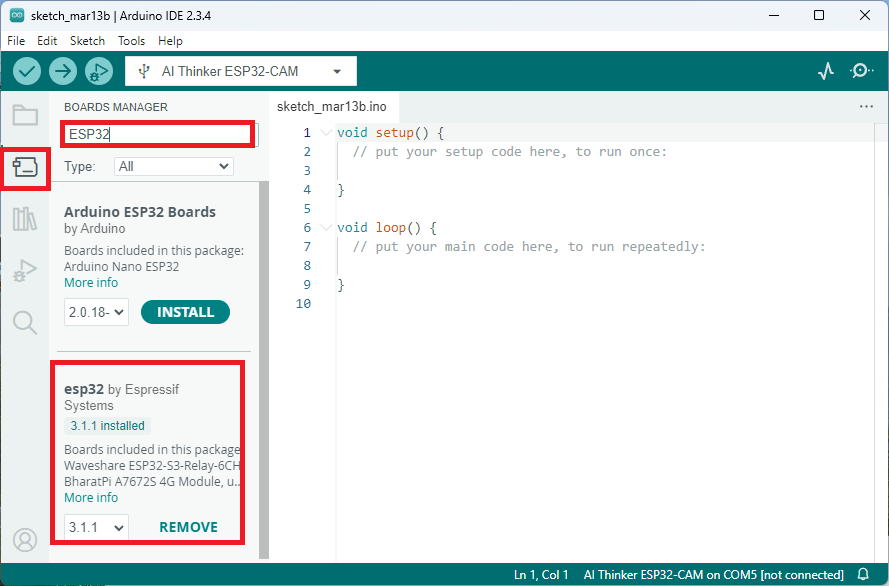 sketch_mar13b | Arduino IDE 2.3.4
File Edit Sketch Tools Help
AI Thinker ESP32-CAM
BOARDS MANAGER
ESP32
Type: All
Arduino ESP32 Boards
by Arduino
Boards included in this package:
Arduino Nano ESP32
More info
2.0.18- INSTALL
esp32 by Espressif
Systems
3.1.1 installed
Boards included in this package
Waveshare ESP32-S3-Relay-6CH
BharatPi A7672S 4G Module, u...
More info
3.1.1 REMOVE
sketch_mar13b.ino
1 void setup() {
2 // put your setup code here, to run once:
3
4 }
5
6 void loop() {
7 // put your main code here, to run repeatedly:
8
9 }
10
Ln 1, Col 1 AI Thinker ESP32-CAM on COM5 [not connected]